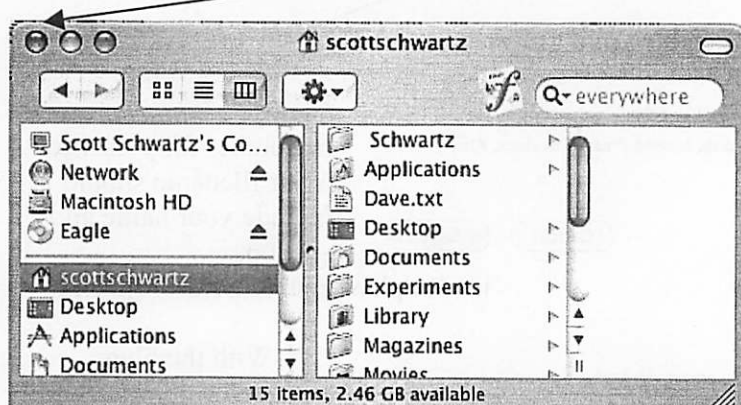 scottschwartz
everywhere
Scott Schwartz's Co...
Network
Macintosh HD
Eagle
scottschwartz
Desktop
Applications
Documents
Schwartz
Applications
Dave.txt
Desktop
Documents
Experiments
Library
Magazines
Movies
15 items, 2.46 GB available